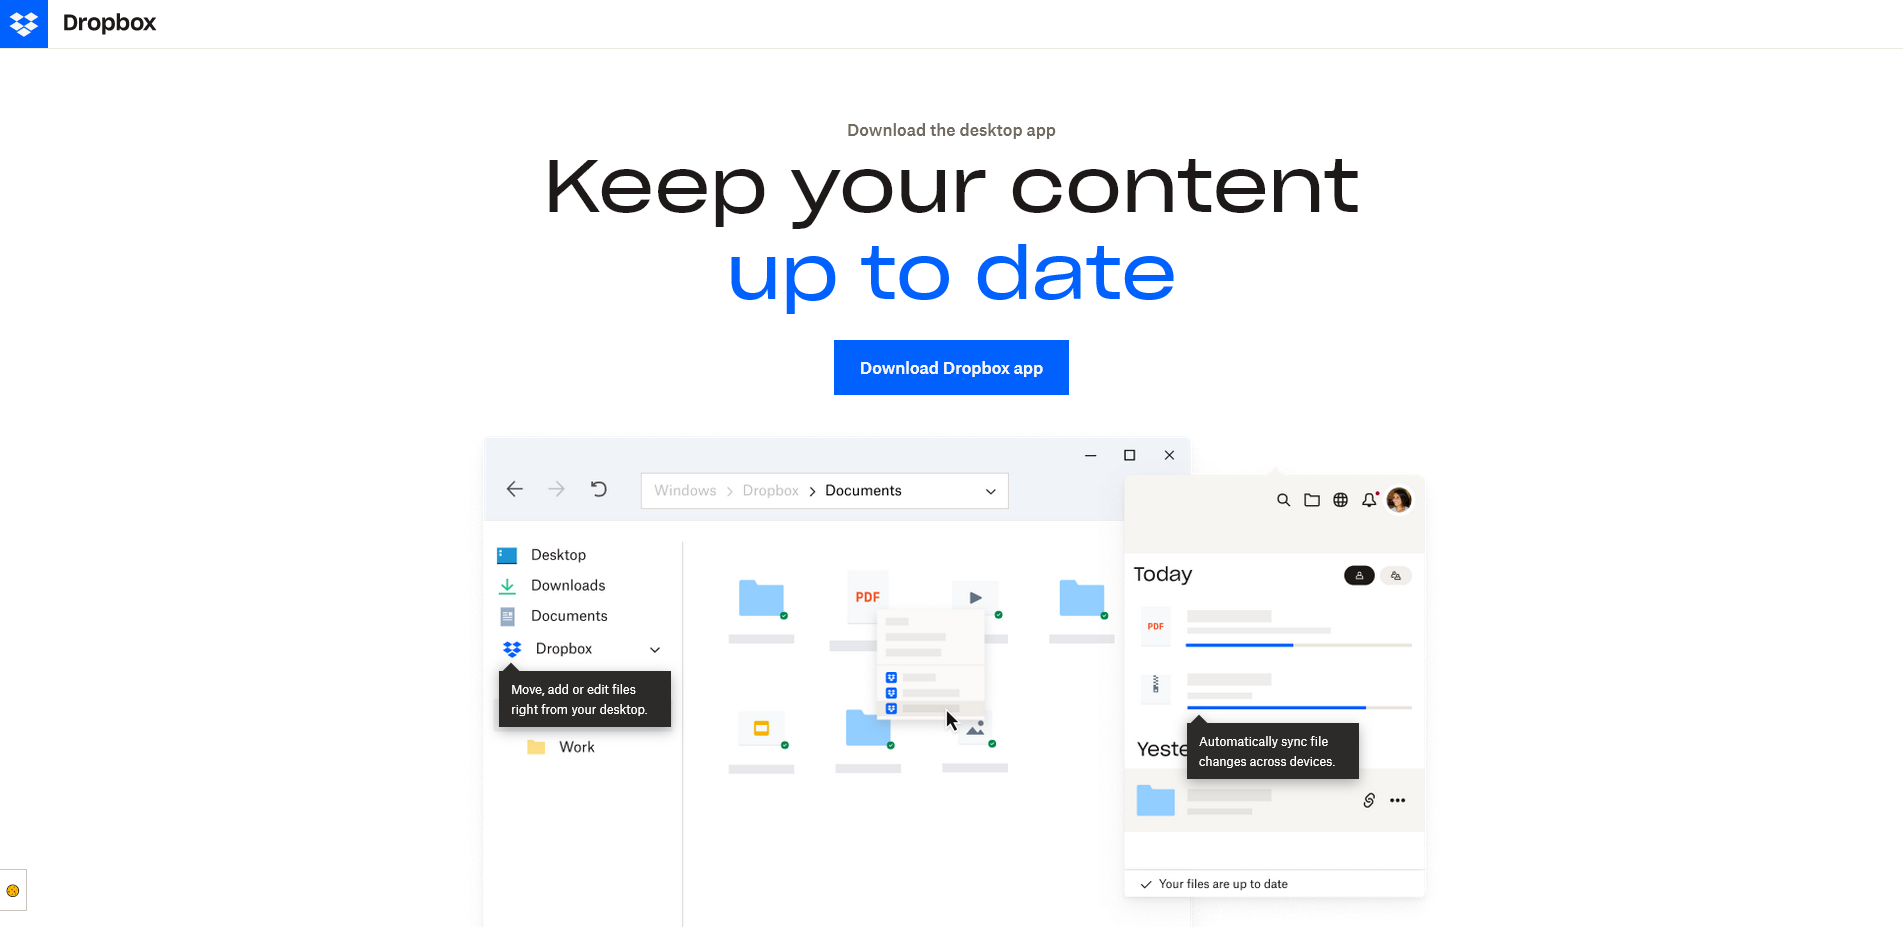 Dropbox
Download the desktop app
Keep your content
up to date
Download Dropbox app
Windows > Dropbox > Documents
Desktop
Downloads
Documents
Dropbox
Move, add or edit files
right from your desktop.
Work
PDF
Today
PDF
Yeste
Automatically sync file
changes across devices.
Your files are up to date